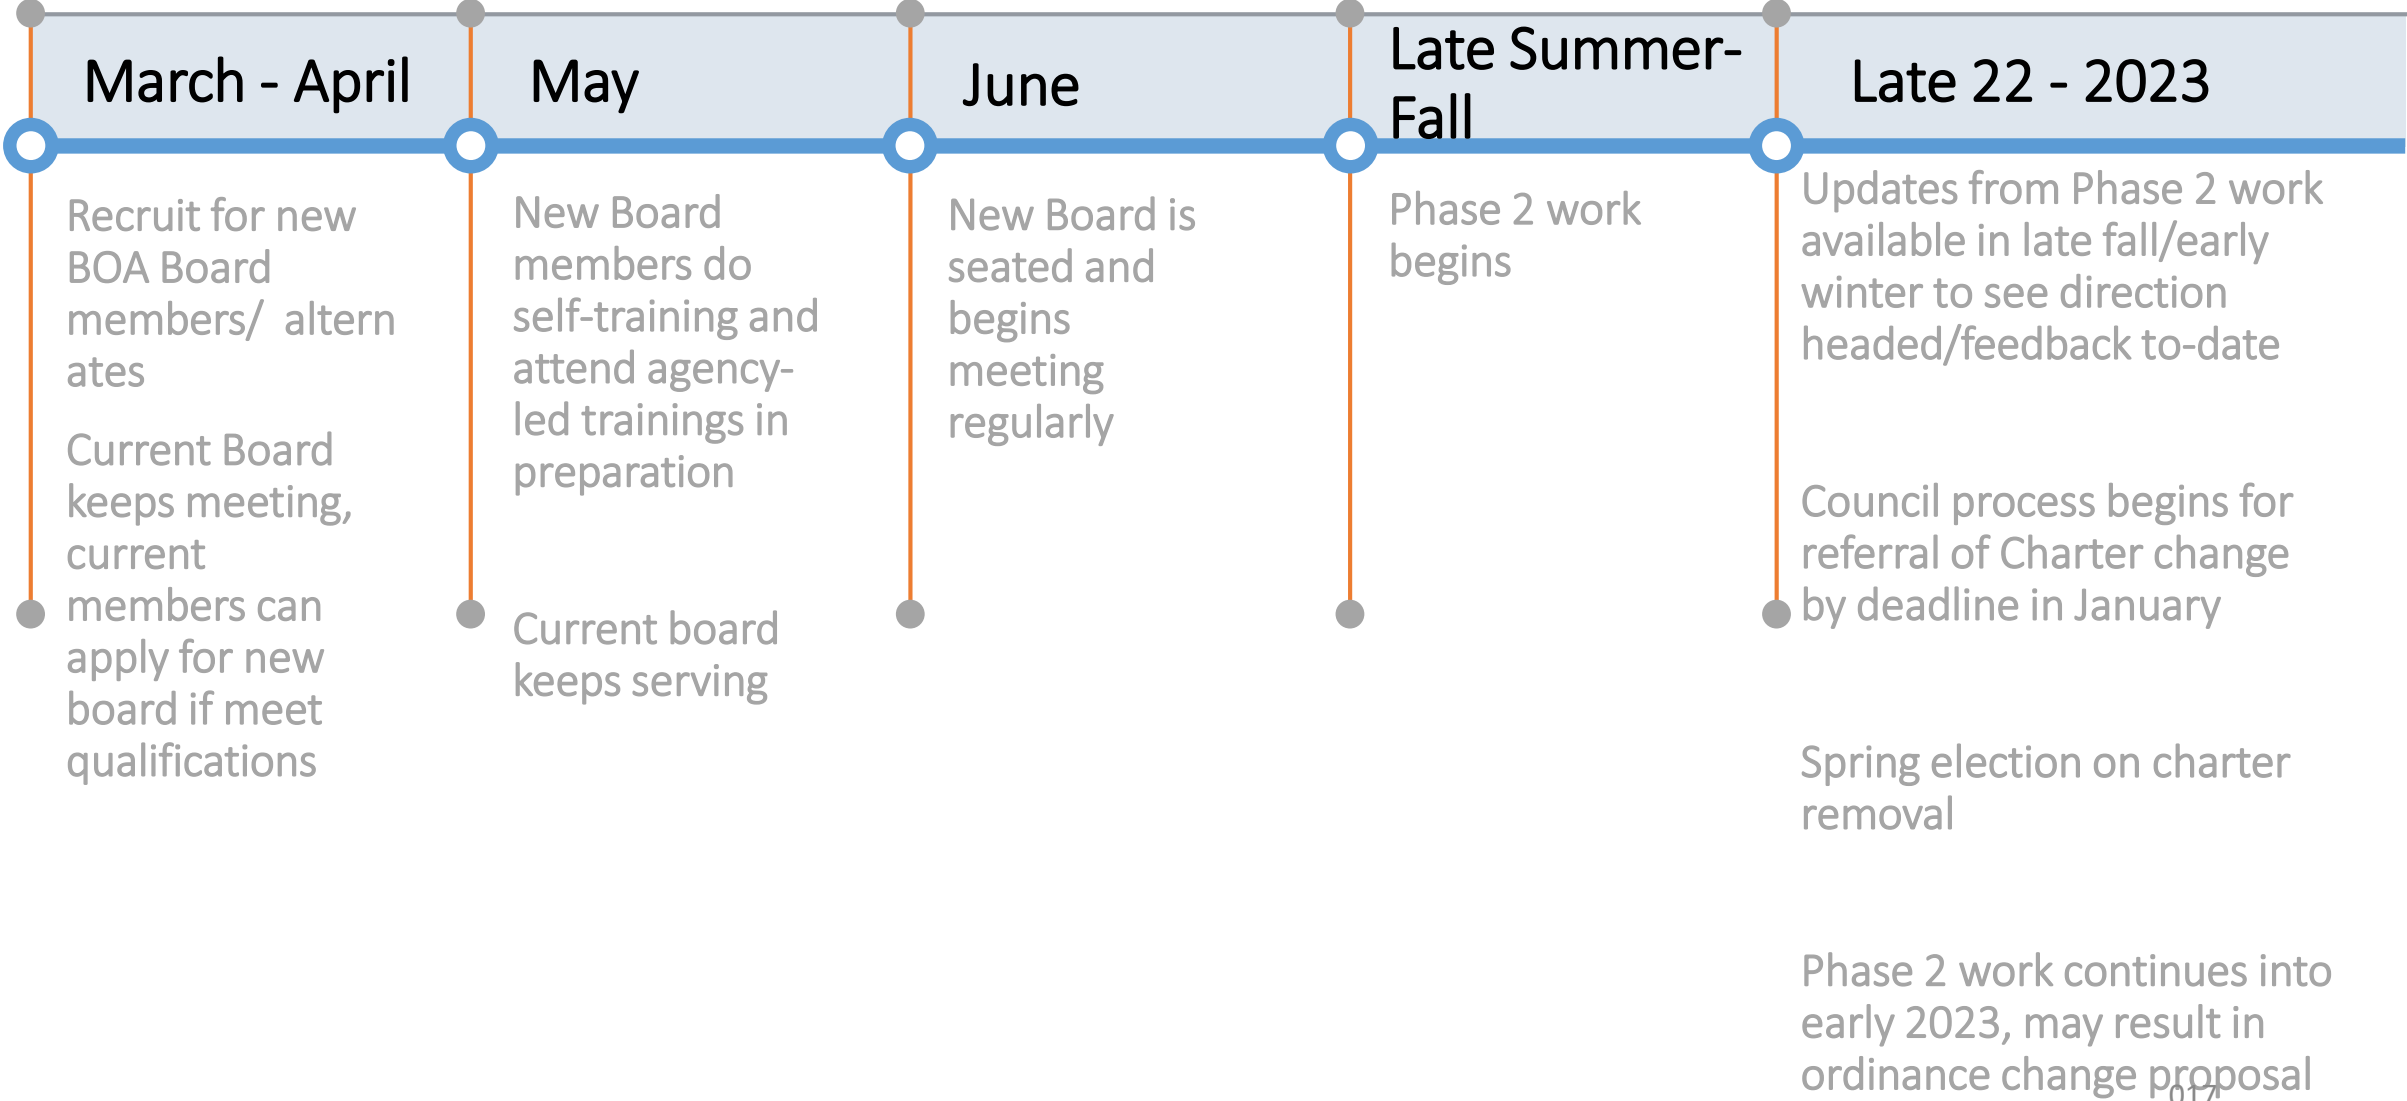 March - April
Recruit for new
BOA Board
members/  altern
ates
Current Board
keeps meeting,
current
members can
apply for new
board if meet
qualifications
May
New Board
members do
self-training and
attend agency-
led trainings in
preparation
Current board
keeps serving
June
New Board is
seated and
begins
meeting
regularly
Late Summer-
Fall
Phase 2 work
begins
Late 22 - 2023
Updates from Phase 2 work
available in late fall/early
winter to see direction
headed/feedback to-date
Council process begins for
referral of Charter change
by deadline in January
Spring election on charter
removal
Phase 2 work continues into
early 2023, may result in
ordinance change proposal
017